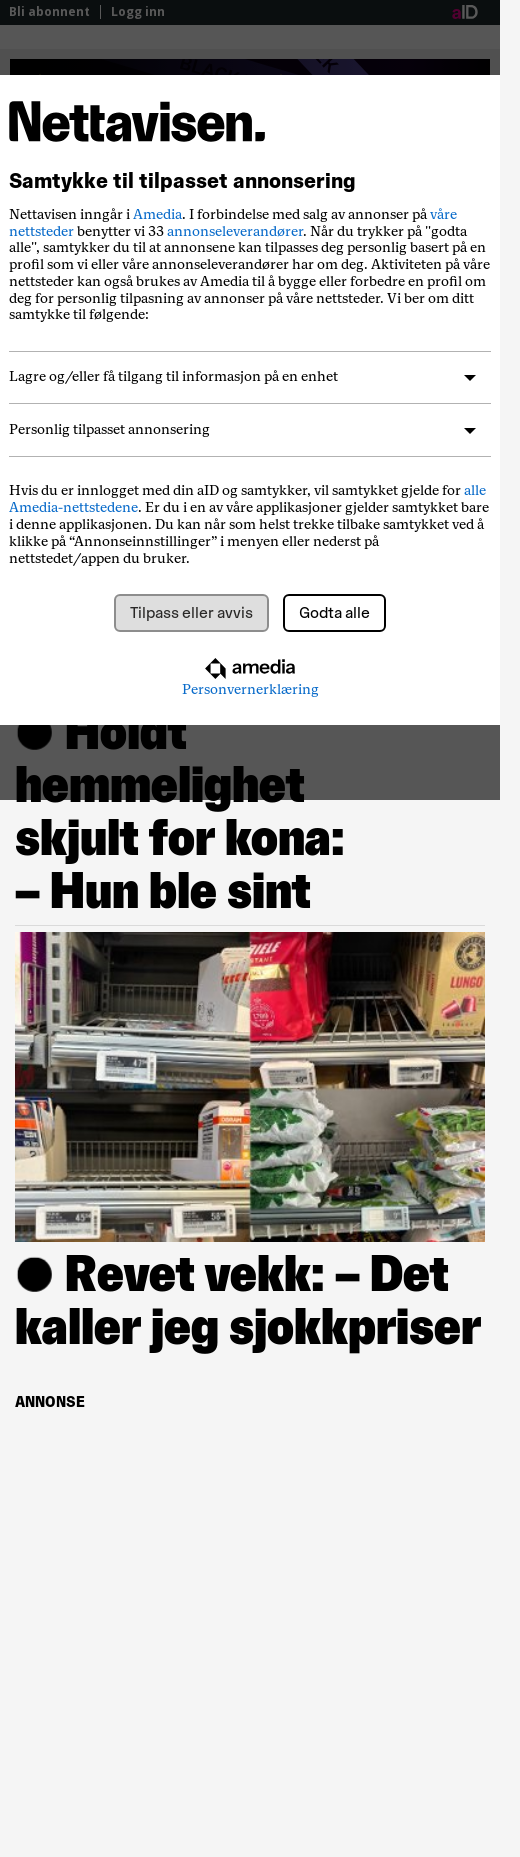 Bli abonnent | Logg inn
aID
Nettavisen.
Samtykke til tilpasset annonsering
Nettavisen inngår i Amedia. I forbindelse med salg av annonser på våre
nettsteder benytter vi 33 annonseleverandører. Når du trykker på "godta
alle", samtykker du til at annonsene kan tilpasses deg personlig basert på en
profil som vi eller våre annonseleverandører har om deg. Aktiviteten på våre
nettsteder kan også brukes av Amedia til å bygge eller forbedre en profil om
deg for personlig tilpasning av annonser på våre nettsteder. Vi ber om ditt
samtykke til følgende:
Lagre og/eller få tilgang til informasjon på en enhet
Personlig tilpasset annonsering
Hvis du er innlogget med din aID og samtykker, vil samtykket gjelde for alle
Amedia-nettstedene. Er du i en av våre applikasjoner gjelder samtykket bare
i denne applikasjonen. Du kan når som helst trekke tilbake samtykket ved å
klikke på “Annonseinnstillinger” i menyen eller nederst på
nettstedet/appen du bruker.
Tilpass eller avvis
Godta alle
amedia
Personvernerklæring
● Holdt
hemmelighet
skjult for kona:
– Hun ble sint
LUNGO
OSRAM
● Revet vekk: – Det
kaller jeg sjokkpriser
ANNONSE